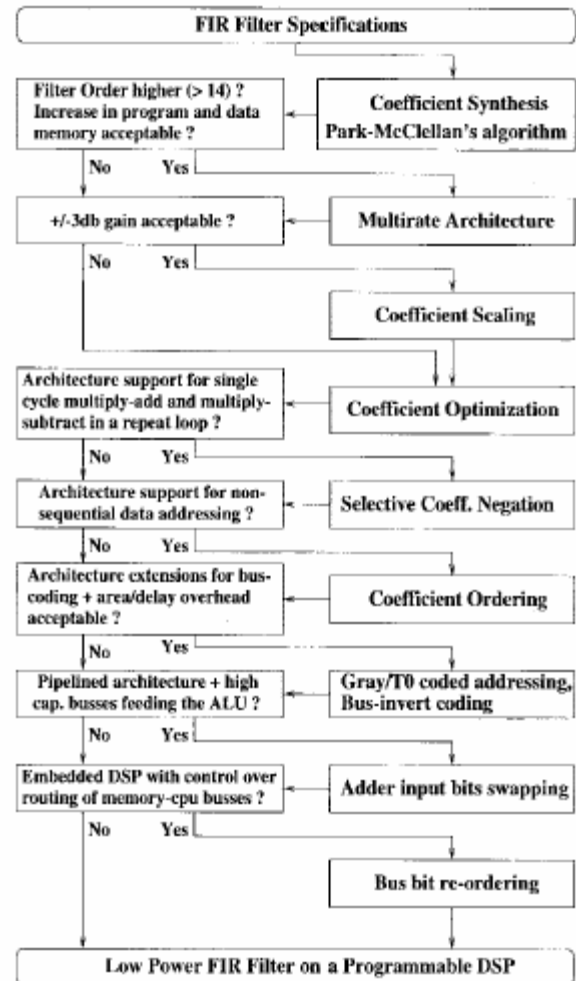 FIR Filter Specifications
Filter Order higher (> 14) ?
Increase in program and data
memory acceptable ?
Coefficient Synthesis
Park-McClellan's algorithm
No Yes
+/-3db gain acceptable ?
Multirate Architecture
No Yes
Coefficient Scaling
Architecture support for single
cycle multiply-add and multiply-
subtract in a repeat loop ?
Coefficient Optimization
No Yes
Architecture support for non-
sequential data addressing ?
Selective Coeff. Negation
No Yes
Architecture extensions for bus-
coding + area/delay overhead
acceptable ?
Coefficient Ordering
No Yes
Pipelined architecture + high
cap. busses feeding the ALU ?
Gray/T0 coded addressing,
Bus-invert coding
No Yes
Embedded DSP with control over
routing of memory-cpu busses ?
Adder input bits swapping
No Yes
Bus bit re-ordering
Low Power FIR Filter on a Programmable DSP